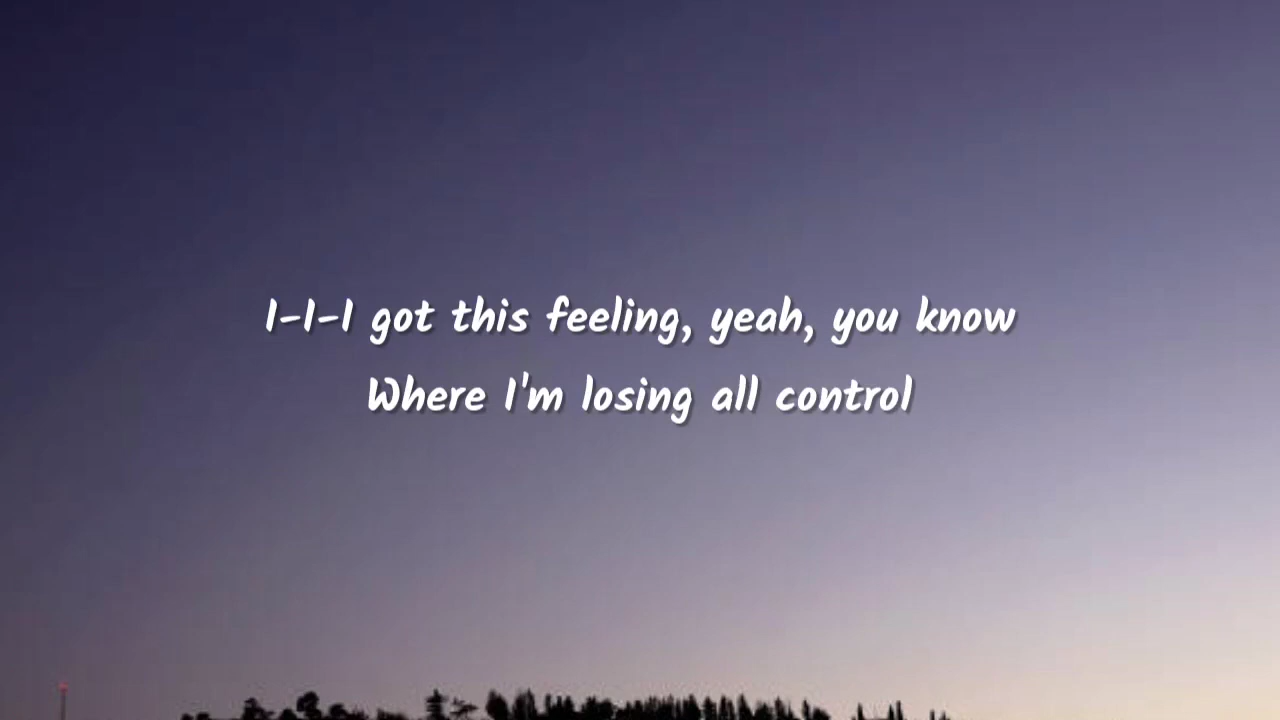 I-I-I got this feeling, yeah, you know
Where I'm losing all control